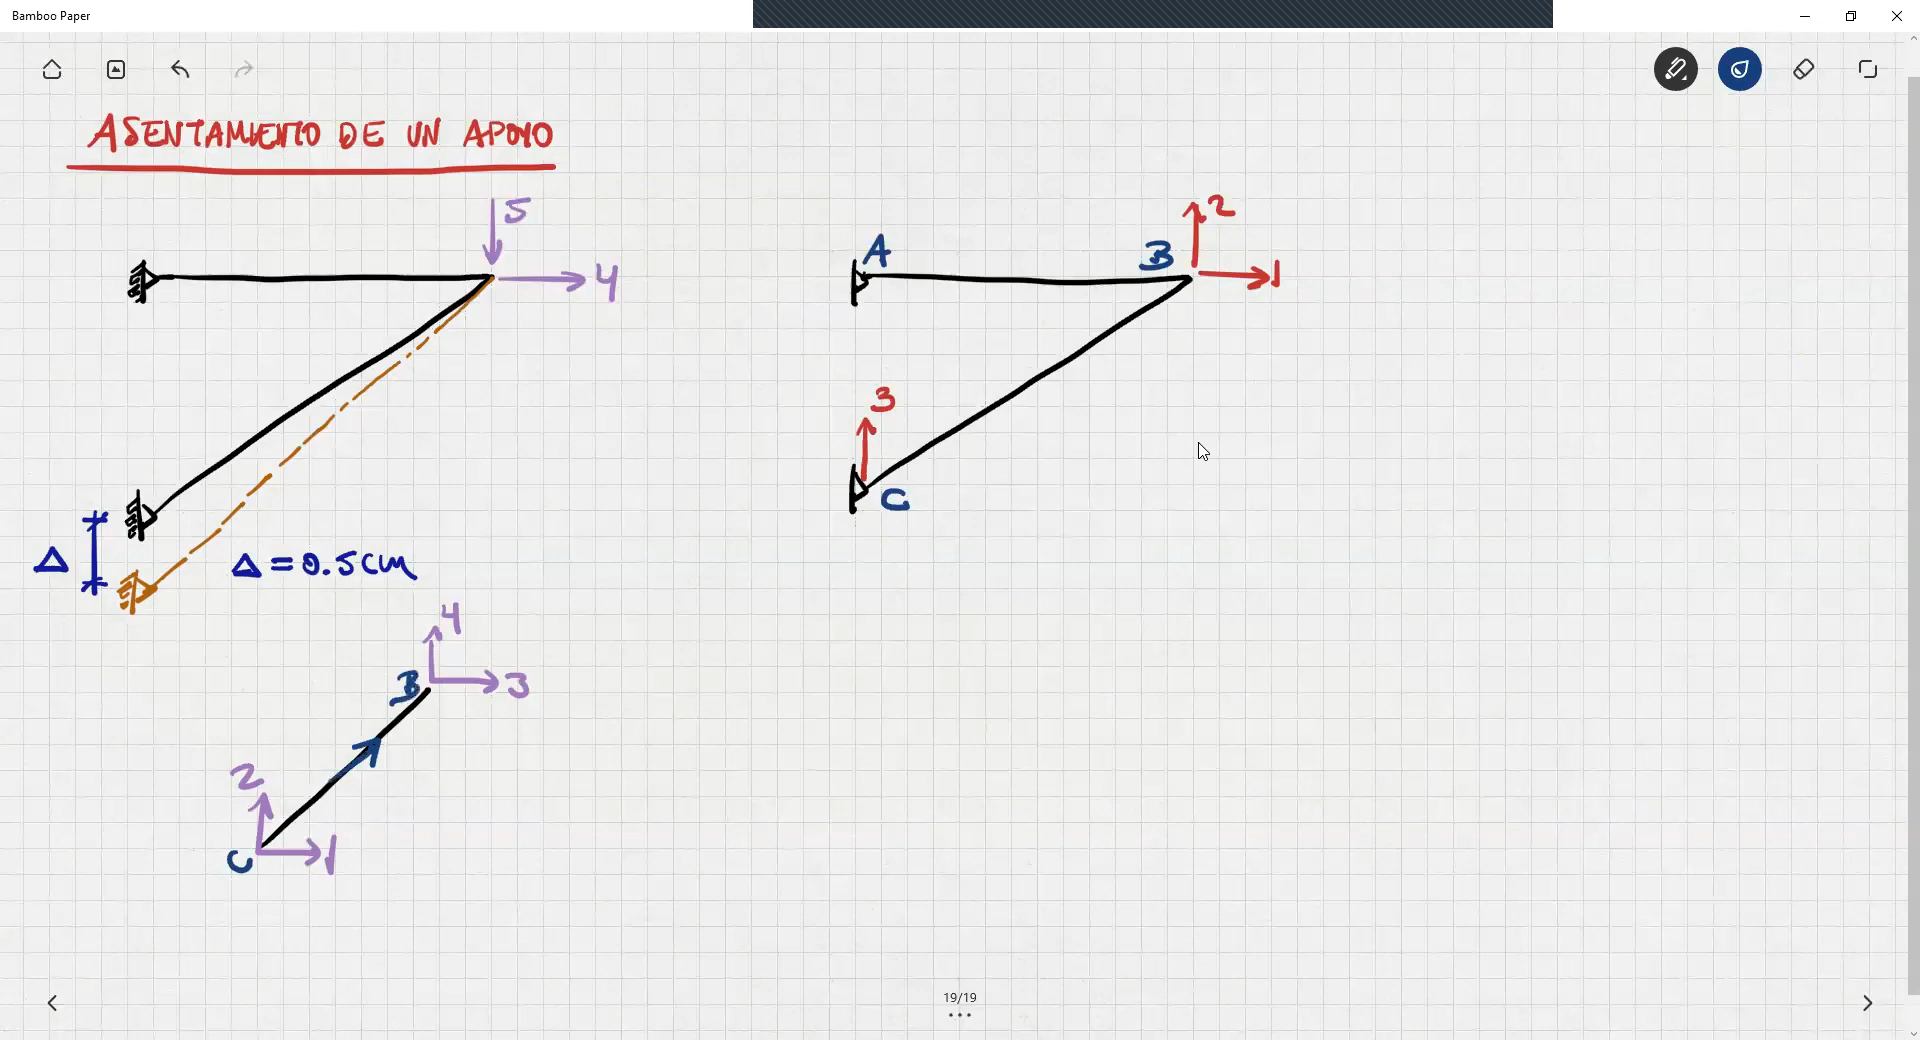 Bamboo Paper
ASENTAMIENTO DE UN APOYO
5
4
Δ
Δ = 0.5cm
A
B
2
1
3
C
4
B
3
2
C
1
19/19